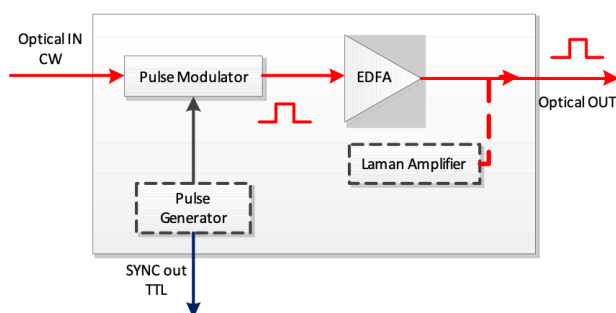 Optical IN
CW
Pulse Modulator
EDFA
Optical OUT
Laman Amplifier
Pulse
Generator
SYNC out
TTL